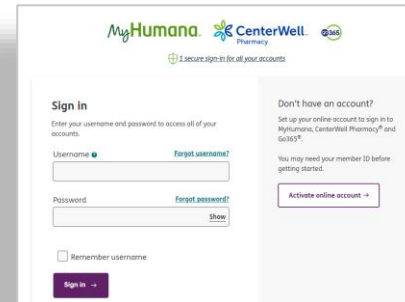 MyHumana. CenterWell. Go365
Pharmacy
1 secure sign-in for all your accounts
Sign in
Enter your username and password to access all of your
accounts.
Username Forgot username?
Password Forgot password?
Show
Remember username
Sign in →
Don't have an account?
Set up your online account to sign in to
MyHumana, CenterWell Pharmacy® and
Go365®.
You may need your member ID before
getting started.
Activate online account →